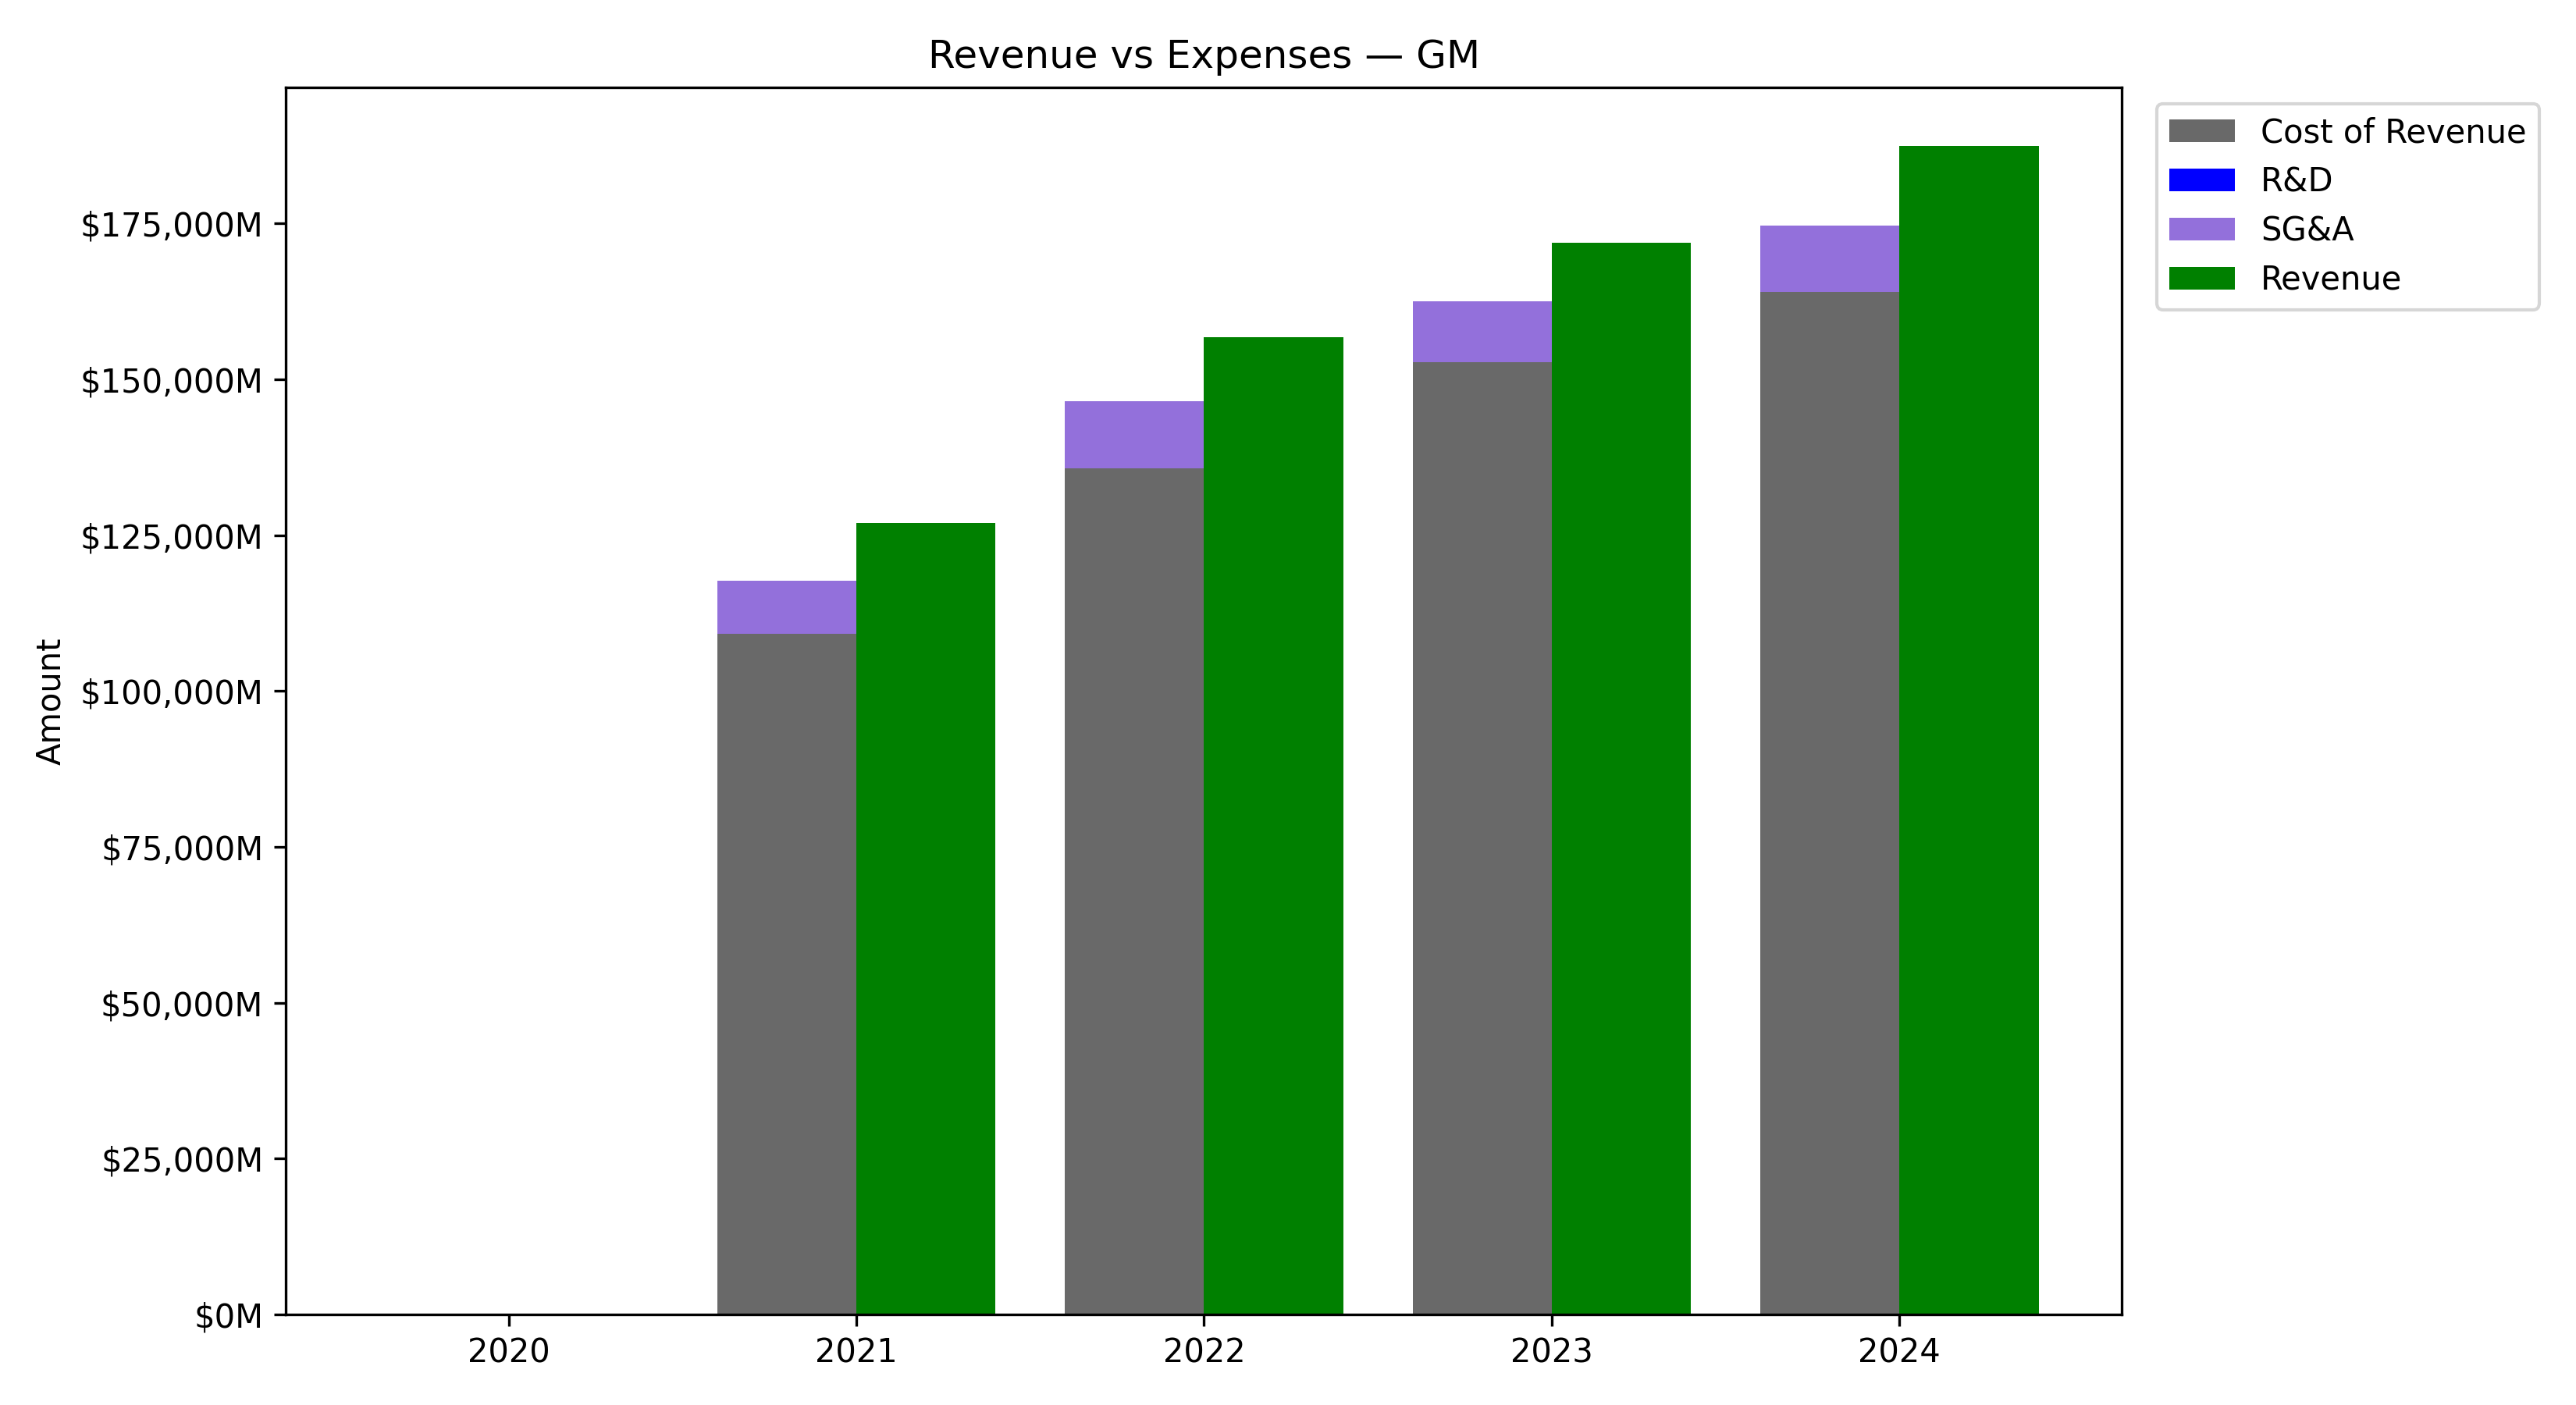 Revenue vs Expenses — GM
Cost of Revenue
R&D
SG&A
Revenue
Amount
$175,000M
$150,000M
$125,000M
$100,000M
$75,000M
$50,000M
$25,000M
$0M
2020
2021
2022
2023
2024